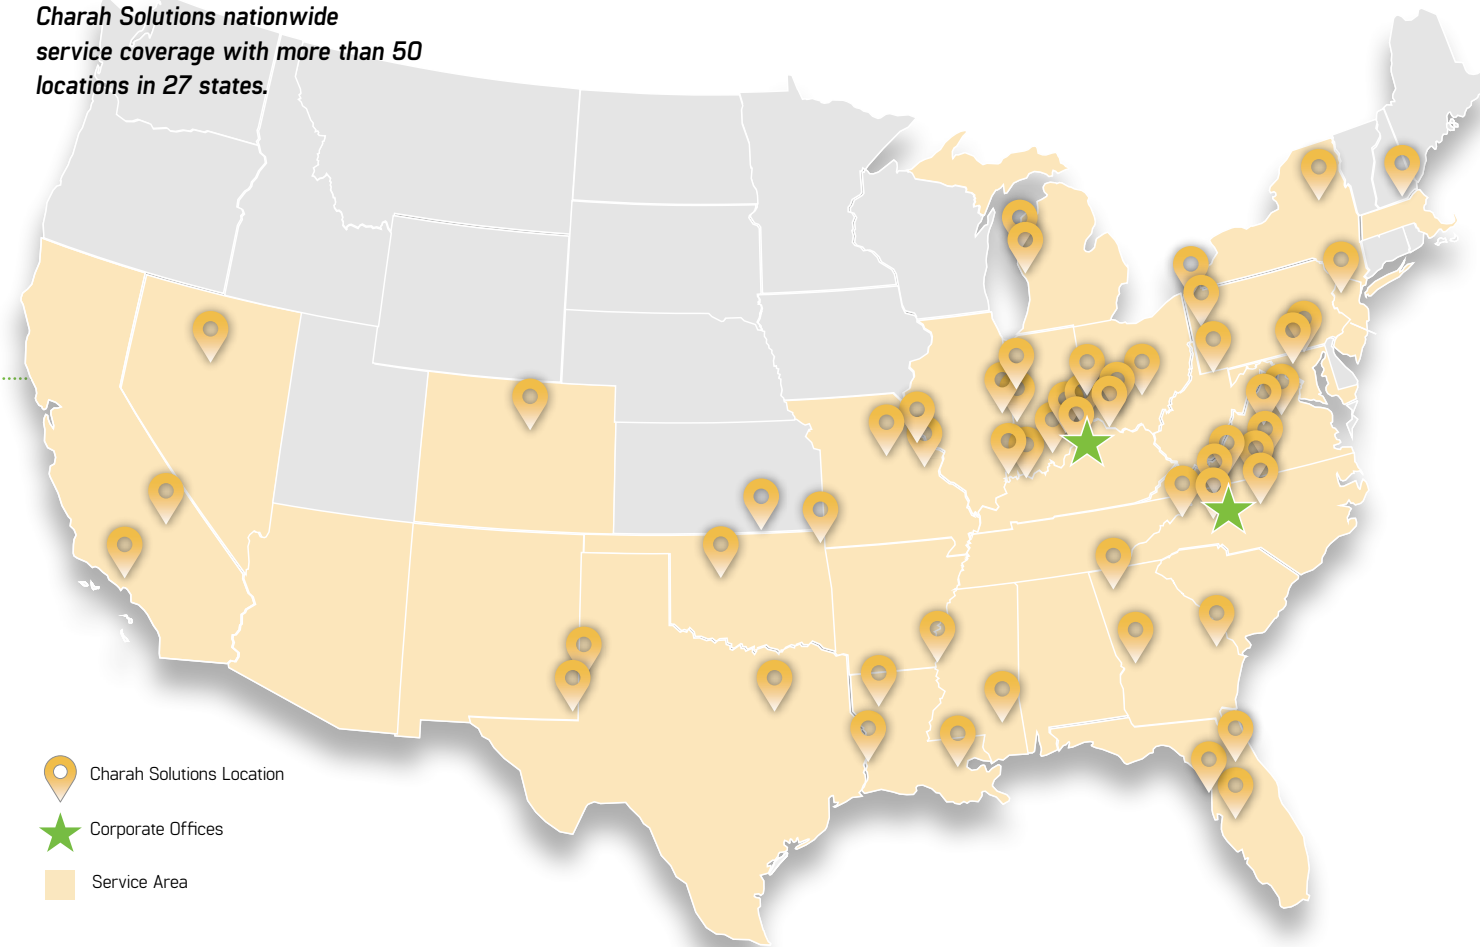 Charah Solutions nationwide
service coverage with more than 50
locations in 27 states.
Charah Solutions Location
Corporate Offices
Service Area